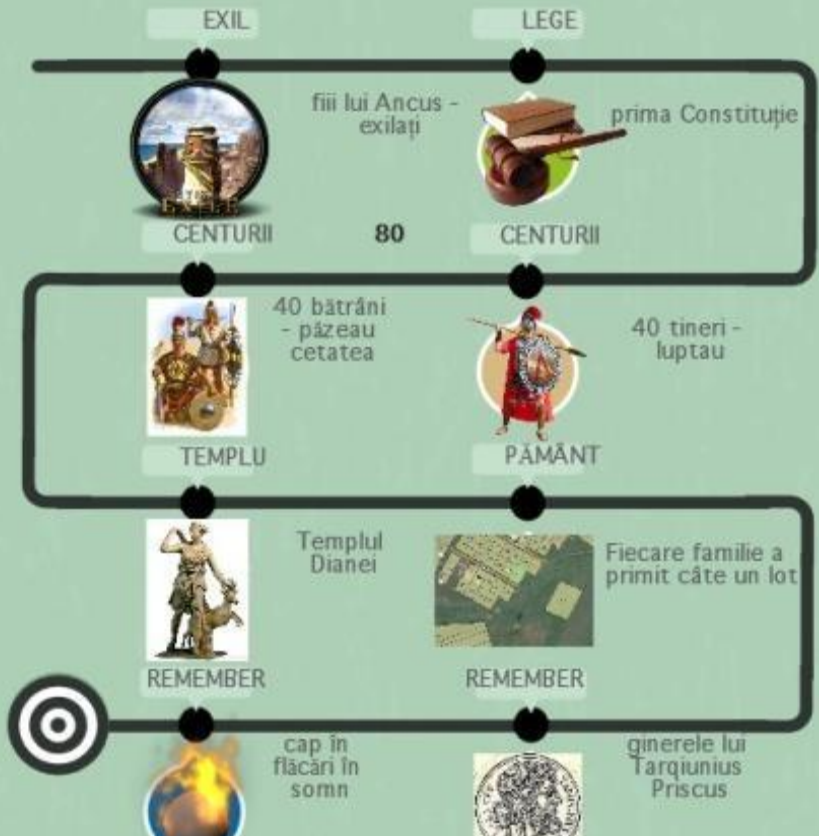 EXIL
LEGE
fiii lui Ancus -
exilați
prima Constituție
EXILE
CENTURII
80
CENTURII
40 bătrâni
- păzeau
cetatea
40 tineri -
luptau
TEMPLU
PĂMÂNT
Templul
Dianei
Fiecare familie a
primit câte un lot
REMEMBER
REMEMBER
cap în
flăcări în
somn
ginerele lui
Tarqiunius
Priscus